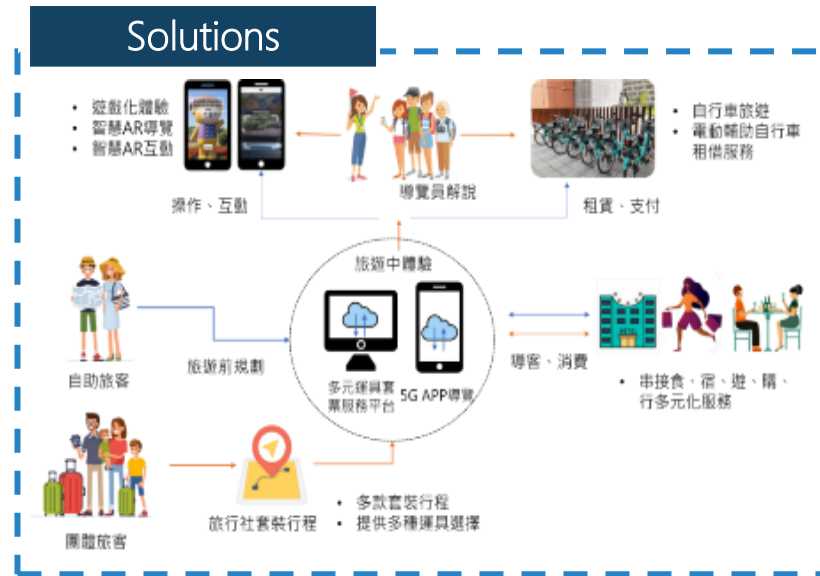 Solutions
• 遊戲化體驗
• 智慧AR導覽
• 智慧AR互動
導覽員解說
• 自行車旅遊
• 電動輔助自行車
租借服務
操作、互動
租賃、支付
旅遊中體驗
自助旅客
旅遊前規劃
多元運具套
票服務平台
5G APP導覽
HOTEL
導客、消費
• 串接食、宿、遊、購、
行多元化服務
團體旅客
旅行社套裝行程
• 多款套裝行程
• 提供多種運具選擇